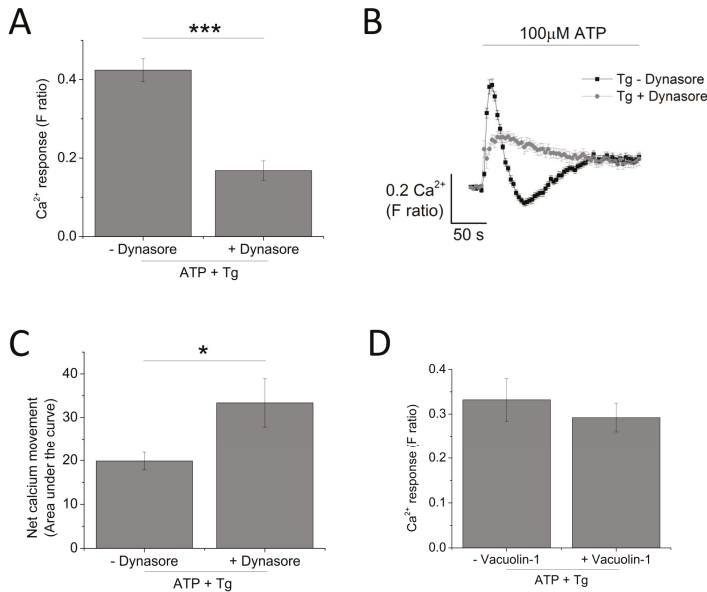 A
***
Ca²⁺ response (F ratio)
0.4
0.2
0.0
- Dynasore
+ Dynasore
ATP + Tg
B
100µM ATP
Tg - Dynasore
Tg + Dynasore
0.2 Ca²⁺
(F ratio)
50 s
C
*
Net calcium movement
(Area under the curve)
40
30
20
10
0
- Dynasore
+ Dynasore
ATP + Tg
D
Ca²⁺ response (F ratio)
0.4
0.3
0.2
0.1
0.0
- Vacuolin-1
+ Vacuolin-1
ATP + Tg